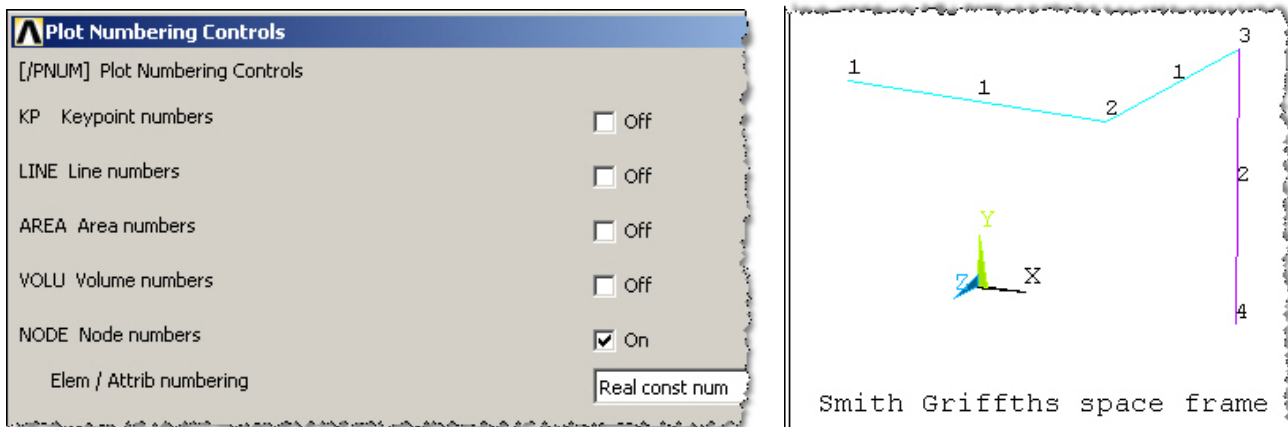 Plot Numbering Controls
[/PNUM] Plot Numbering Controls
KP Keypoint numbers Off
LINE Line numbers Off
AREA Area numbers Off
VOLU Volume numbers Off
NODE Node numbers On
Elem / Attrib numbering Real const num
3
1 1
1
2
2
Y
Z X
4
Smith Griffths space frame